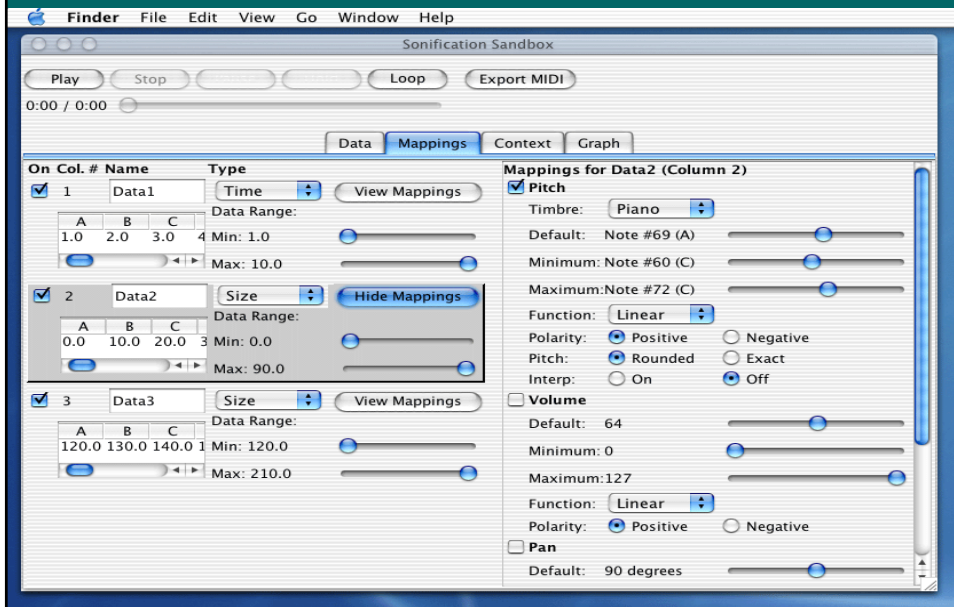 Finder File Edit View Go Window Help
Sonification Sandbox
Play Stop Loop Export MIDI
0:00 / 0:00
Data Mappings Context Graph
On Col. # Name Type
1 Data1 Time View Mappings
Data Range:
A B C
1.0 2.0 3.0 4 Min: 1.0
Max: 10.0
2 Data2 Size Hide Mappings
Data Range:
A B C
0.0 10.0 20.0 3 Min: 0.0
Max: 90.0
3 Data3 Size View Mappings
Data Range:
A B C
120.0 130.0 140.0 1 Min: 120.0
Max: 210.0
Mappings for Data2 (Column 2)
Pitch
Timbre: Piano
Default: Note #69 (A)
Minimum: Note #60 (C)
Maximum: Note #72 (C)
Function: Linear
Polarity: Positive Negative
Pitch: Rounded Exact
Interp: On Off
Volume
Default: 64
Minimum: 0
Maximum: 127
Function: Linear
Polarity: Positive Negative
Pan
Default: 90 degrees